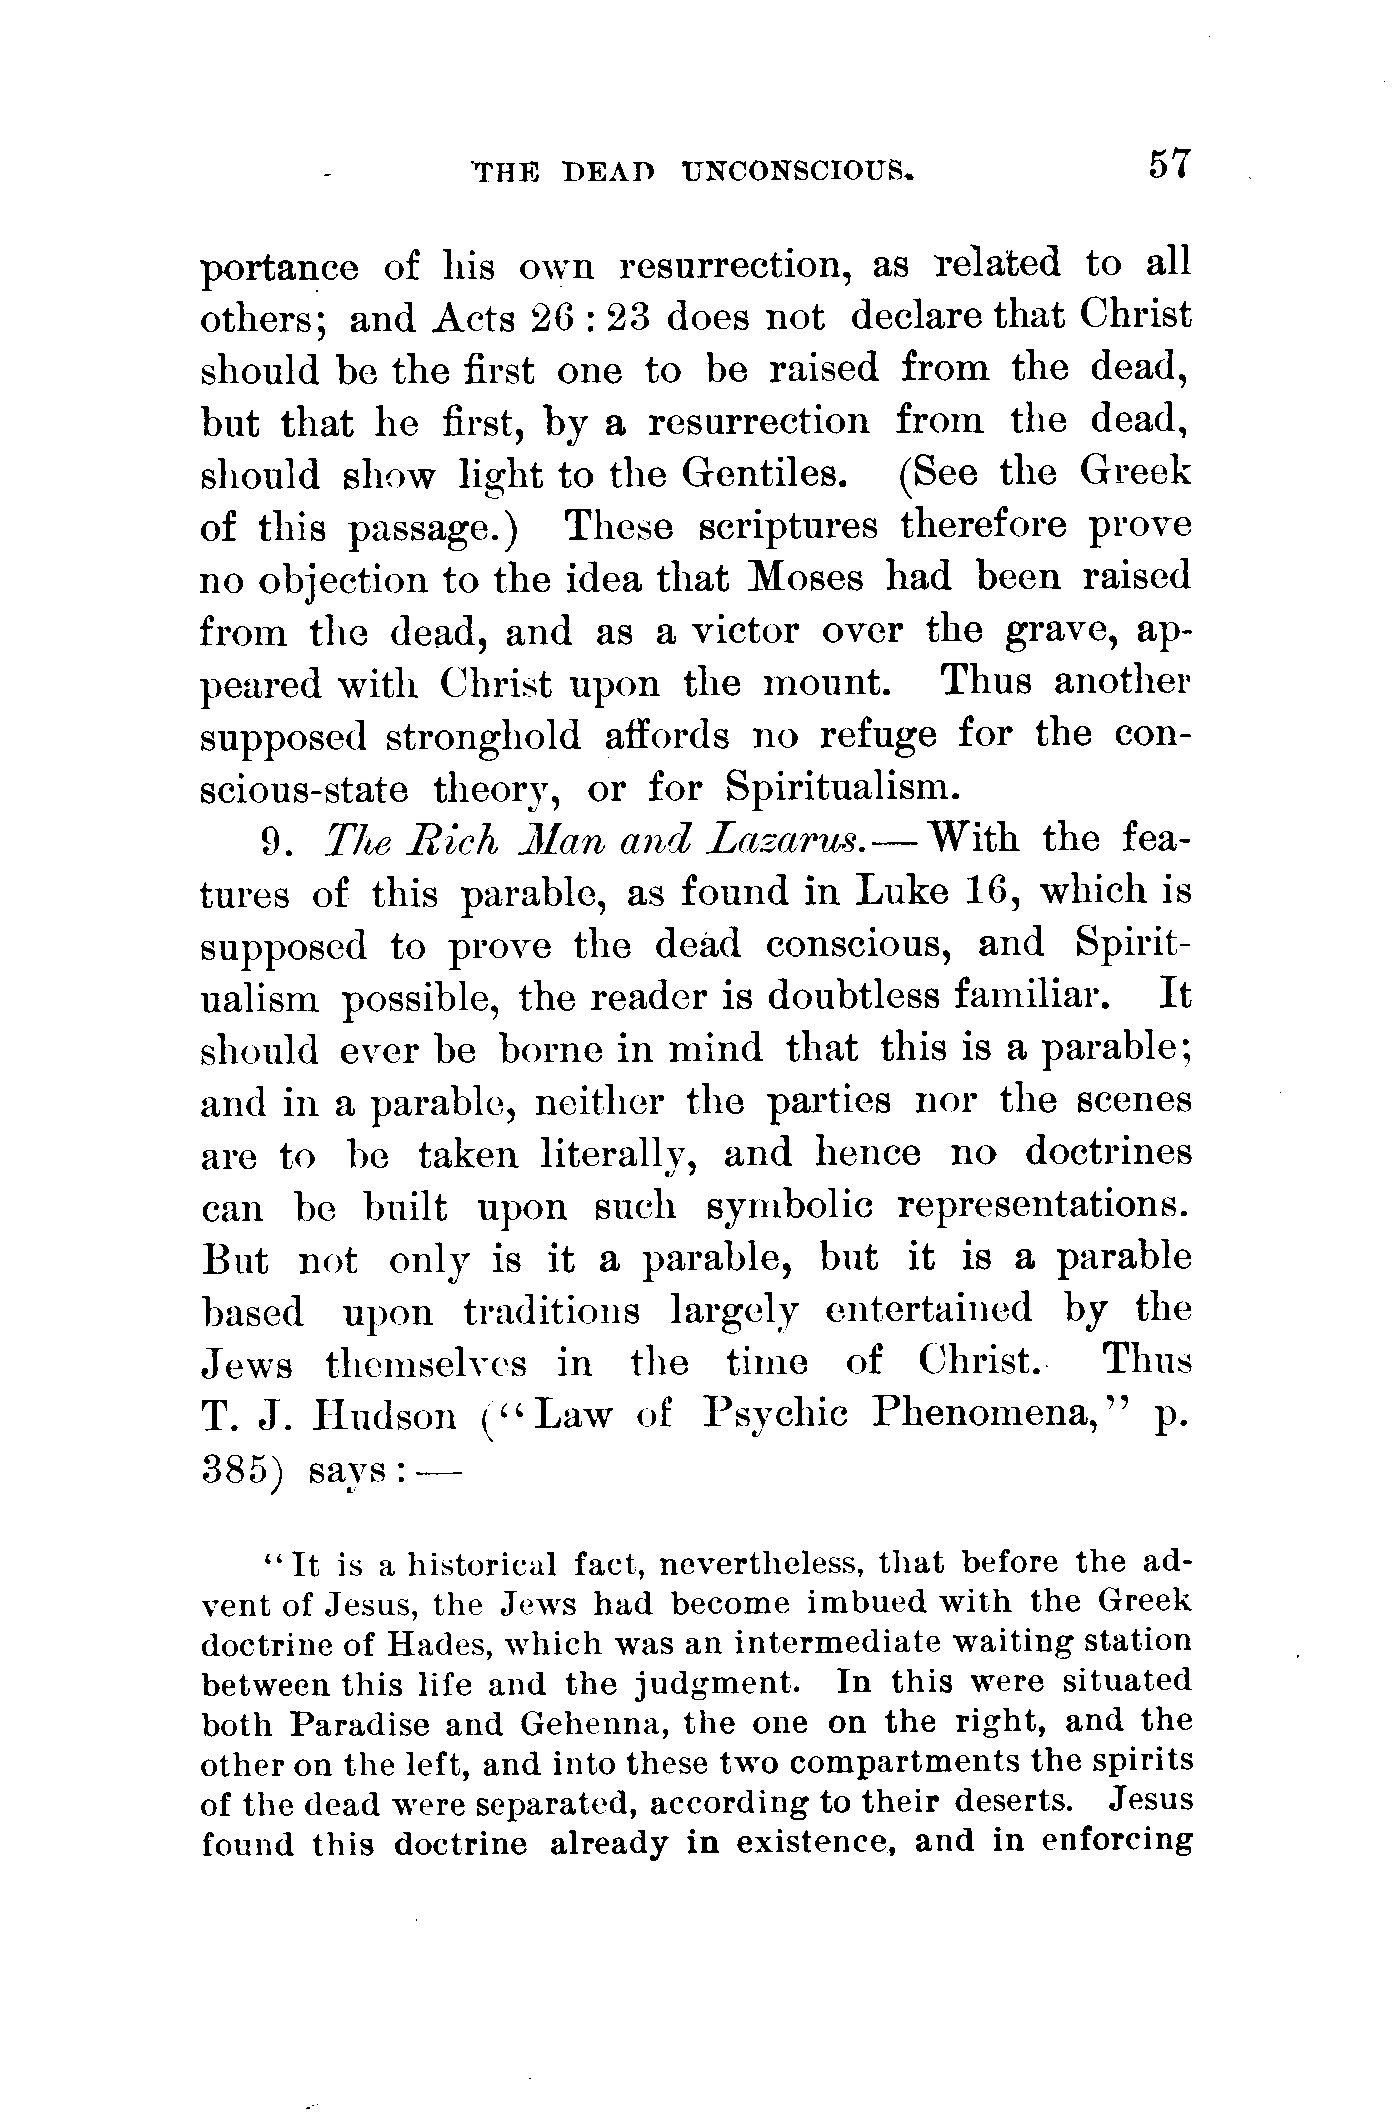 THE DEAD UNCONSCIOUS. 57
portance of his own resurrection, as related to all
others; and Acts 26 : 23 does not declare that Christ
should be the first one to be raised from the dead,
but that he first, by a resurrection from the dead,
should show light to the Gentiles. (See the Greek
of this passage.) These scriptures therefore prove
no objection to the idea that Moses had been raised
from the dead, and as a victor over the grave, ap-
peared with Christ upon the mount. Thus another
supposed stronghold affords no refuge for the con-
scious-state theory, or for Spiritualism.
9. The Rich Man and Lazarus.— With the fea-
tures of this parable, as found in Luke 16, which is
supposed to prove the dead conscious, and Spirit-
ualism possible, the reader is doubtless familiar. It
should ever be borne in mind that this is a parable;
and in a parable, neither the parties nor the scenes
are to be taken literally, and hence no doctrines
can be built upon such symbolic representations.
But not only is it a parable, but it is a parable
based upon traditions largely entertained by the
Jews themselves in the time of Christ. Thus
T. J. Hudson (“Law of Psychic Phenomena,” p.
385) says: —
“It is a historical fact, nevertheless, that before the ad-
vent of Jesus, the Jews had become imbued with the Greek
doctrine of Hades, which was an intermediate waiting station
between this life and the judgment. In this were situated
both Paradise and Gehenna, the one on the right, and the
other on the left, and into these two compartments the spirits
of the dead were separated, according to their deserts. Jesus
found this doctrine already in existence, and in enforcing